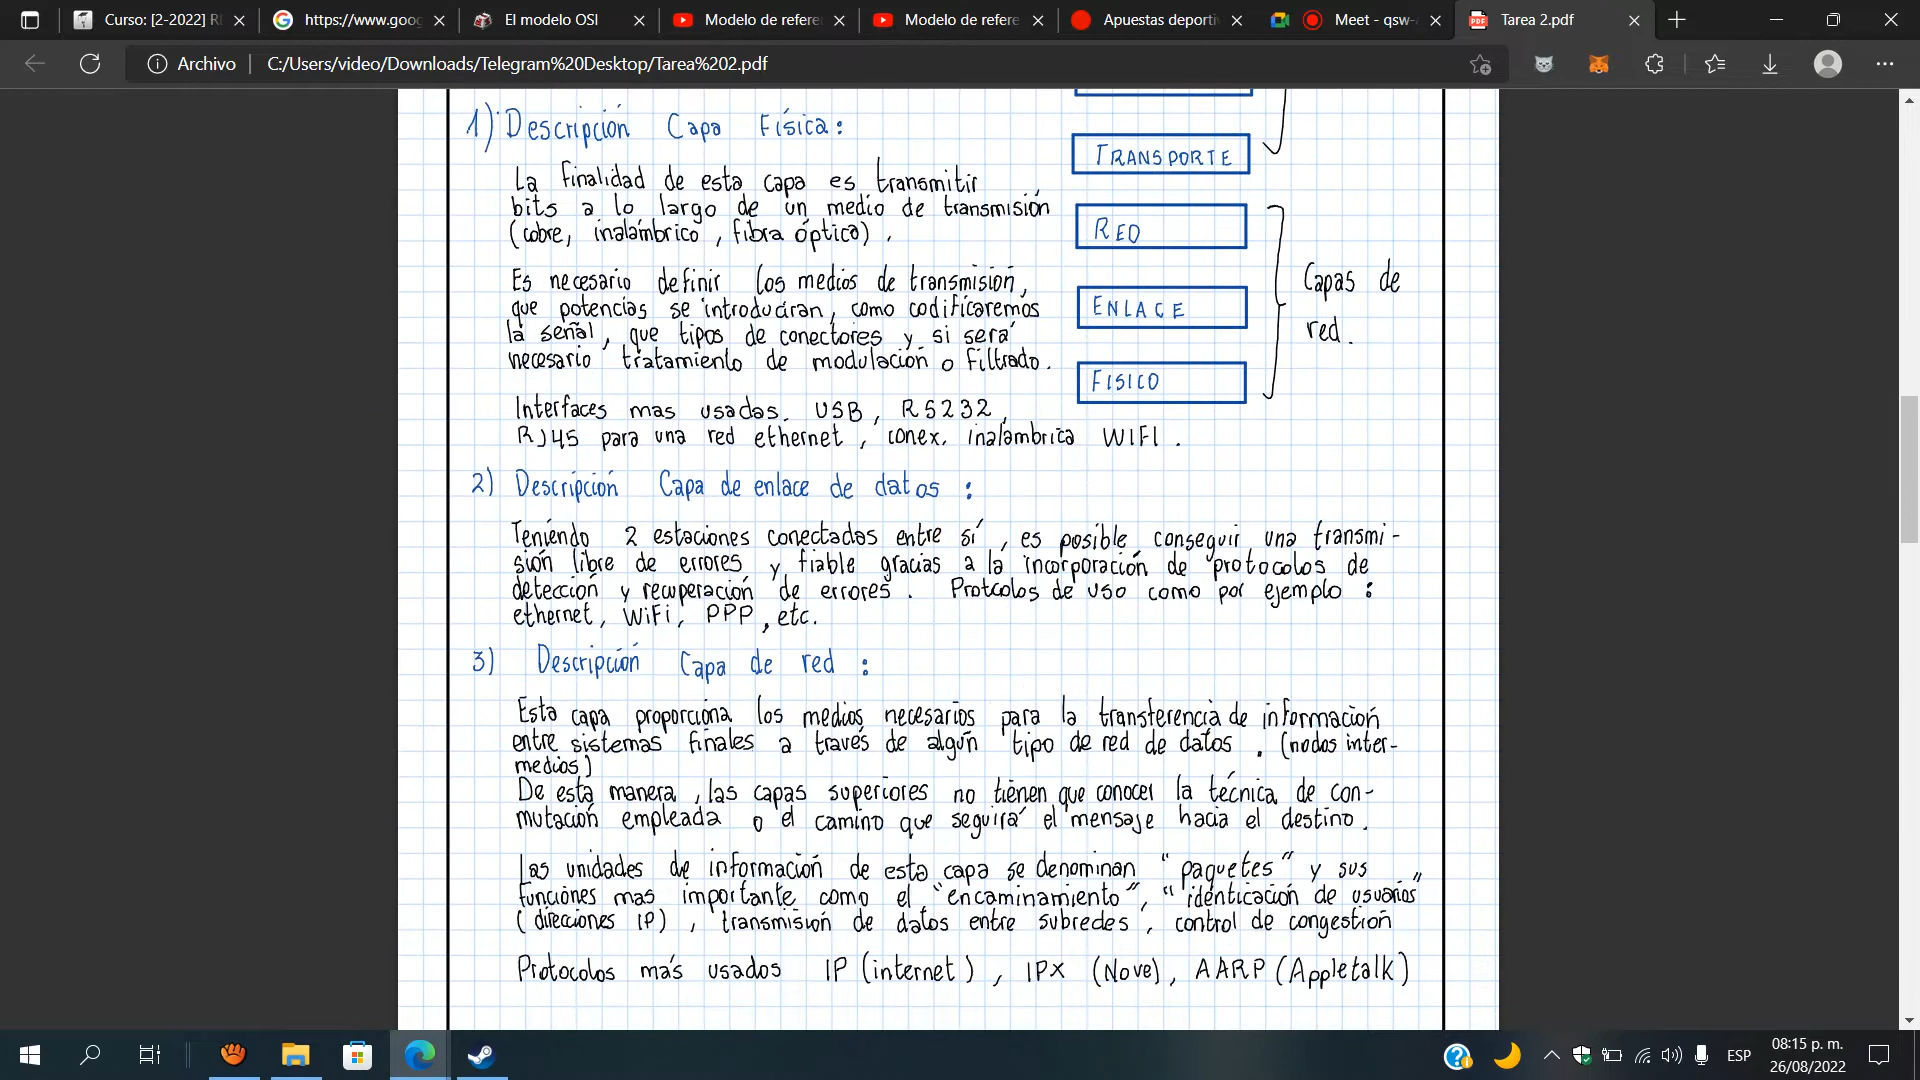 Curso: [2-2022] R
https://www.goog
El modelo OSI
Modelo de refere
Modelo de refere
Apuestas deporti
Meet - qsw-
Tarea 2.pdf
Archivo
C:/Users/video/Downloads/Telegram%20Desktop/Tarea%202.pdf
1) Descripción Capa Física:
La finalidad de esta capa es transmitir
bits a lo largo de un medio de transmisión
(cobre, inalámbrico, fibra óptica).
Es necesario definir los medios de transmisión,
que potencias se introduciran, como codificaremos
la señal, que tipos de conectores y si será
necesario tratamiento de modulación o filtrado.
Interfaces mas usadas. USB, RS232,
RJ45 para una red ethernet, conex. inalámbrica WIFI.
TRANSPORTE
RED
ENLACE
FISICO
Capas de
red.
2) Descripción Capa de enlace de datos:
Teniendo 2 estaciones conectadas entre sí, es posible conseguir una transmi-
sión libre de errores y fiable gracias a la incorporación de protocolos de
detección y recuperación de errores. Protcolos de uso como por ejemplo:
ethernet, WiFi, PPP, etc.
3) Descripción Capa de red:
Esta capa proporciona los medios necesarios para la transferencia de información
entre sistemas finales a través de algún tipo de red de datos. (nodos inter-
medios)
De está manera, las capas superiores no tienen que conocer la técnica de con-
mutación empleada o el camino que seguirá el mensaje hacia el destino.
Las unidades de información de esta capa se denominan "paquetes" y sus
funciones mas importante como el "encaminamiento", "identicación de usuarios"
(direciones IP), transmisión de datos entre subredes, control de congestión
Protocolos más usados IP (internet), IPX (Nove), AARP (Appletalk)
ESP
08:15 p. m.
26/08/2022